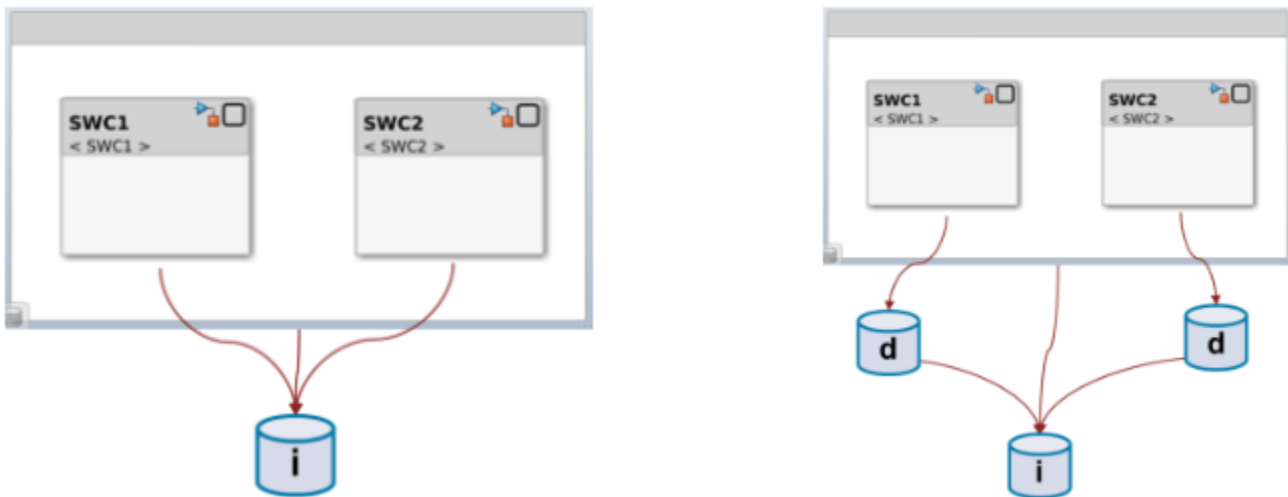 SWC1
< SWC1 >
SWC2
< SWC2 >
i
SWC1
< SWC1 >
SWC2
< SWC2 >
d
d
i